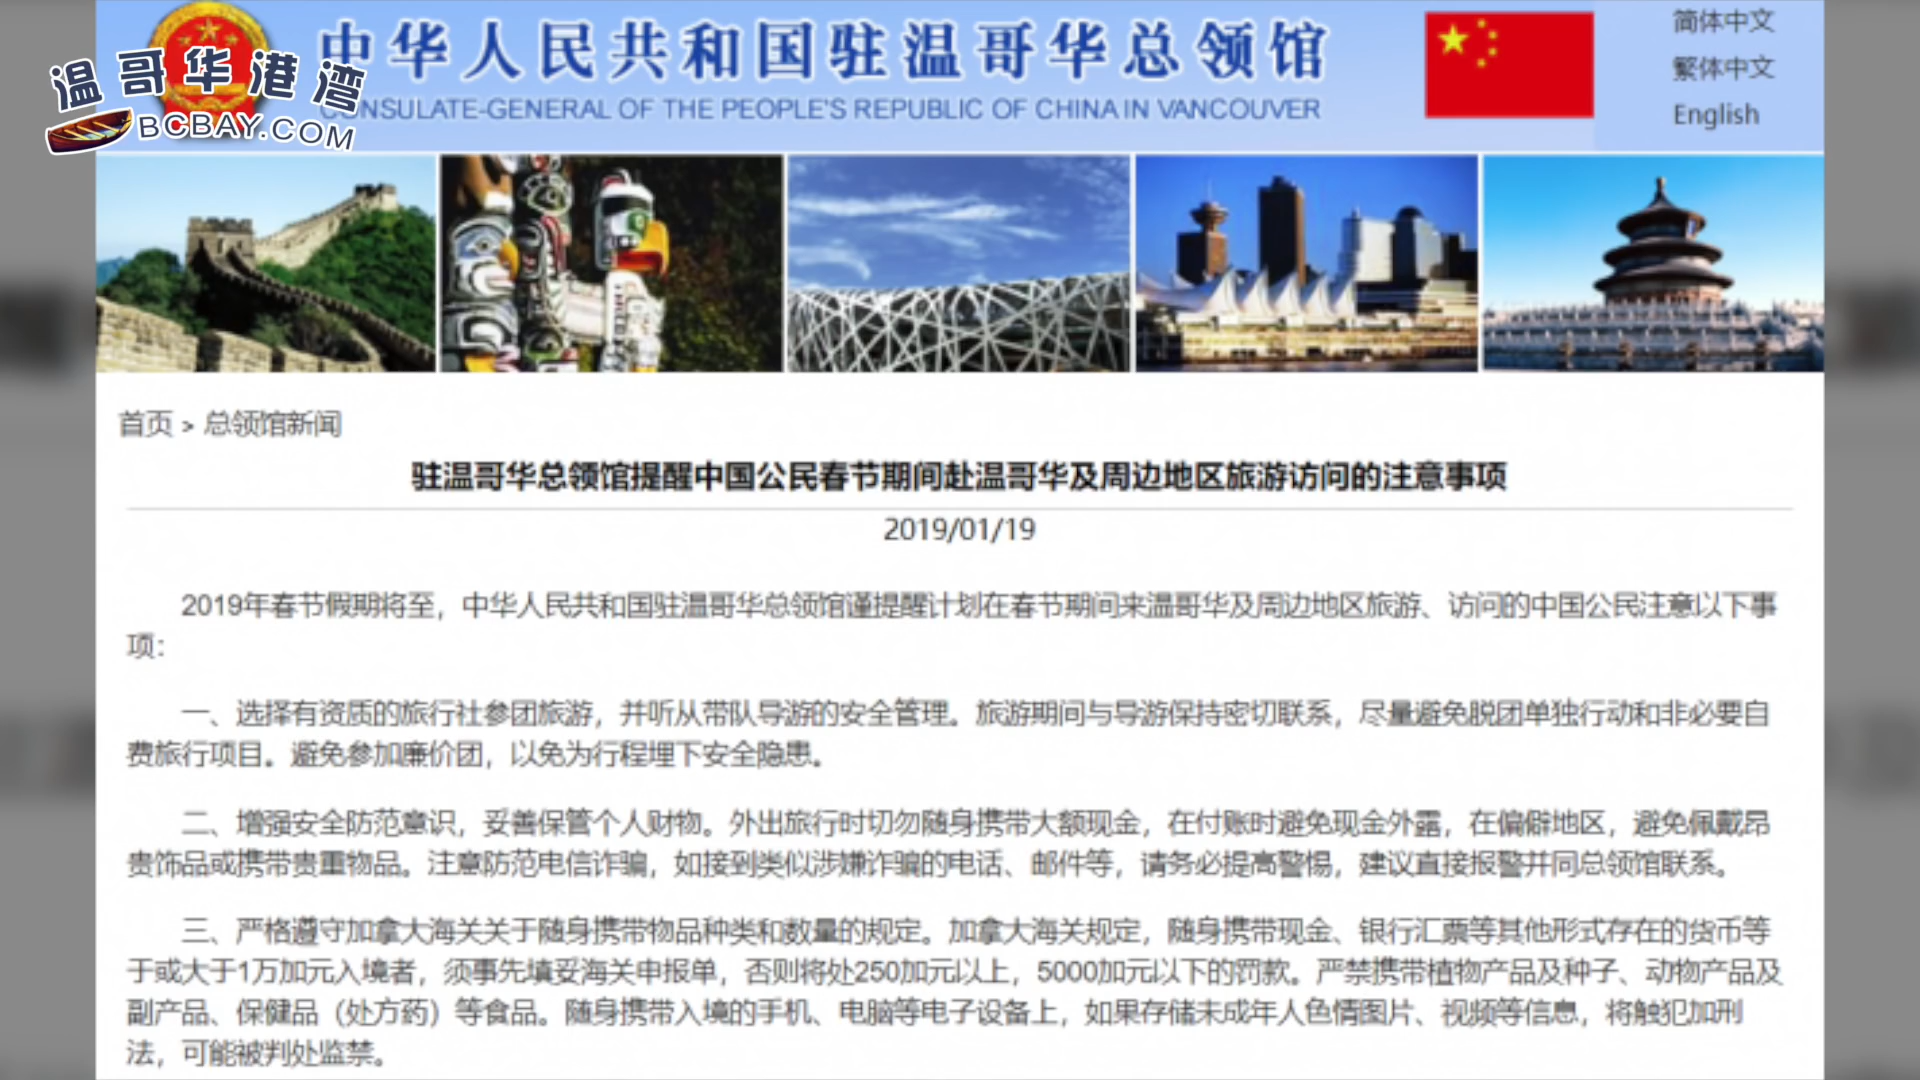 温哥华港湾
BCBAY.COM
中华人民共和国驻温哥华总领馆
CONSULATE-GENERAL OF THE PEOPLE'S REPUBLIC OF CHINA IN VANCOUVER
简体中文
繁体中文
English
首页 > 总领馆新闻
驻温哥华总领馆提醒中国公民春节期间赴温哥华及周边地区旅游访问的注意事项
2019/01/19
2019年春节假期将至，中华人民共和国驻温哥华总领馆谨提醒计划在春节期间来温哥华及周边地区旅游、访问的中国公民注意以下事
项：
一、选择有资质的旅行社参团旅游，并听从带队导游的安全管理。旅游期间与导游保持密切联系，尽量避免脱团单独行动和非必要自
费旅行项目。避免参加廉价团，以免为行程埋下安全隐患。
二、增强安全防范意识，妥善保管个人财物。外出旅行时切勿随身携带大额现金，在付账时避免现金外露，在偏僻地区，避免佩戴昂
贵饰品或携带贵重物品。注意防范电信诈骗，如接到类似涉嫌诈骗的电话、邮件等，请务必提高警惕，建议直接报警并同总领馆联系。
三、严格遵守加拿大海关关于随身携带物品种类和数量的规定。加拿大海关规定，随身携带现金、银行汇票等其他形式存在的货币等
于或大于1万加元入境者，须事先填妥海关申报单，否则将处250加元以上，5000加元以下的罚款。严禁携带植物产品及种子、动物产品及
副产品、保健品（处方药）等食品。随身携带入境的手机、电脑等电子设备上，如果存储未成年人色情图片、视频等信息，将触犯加刑
法，可能被判处监禁。